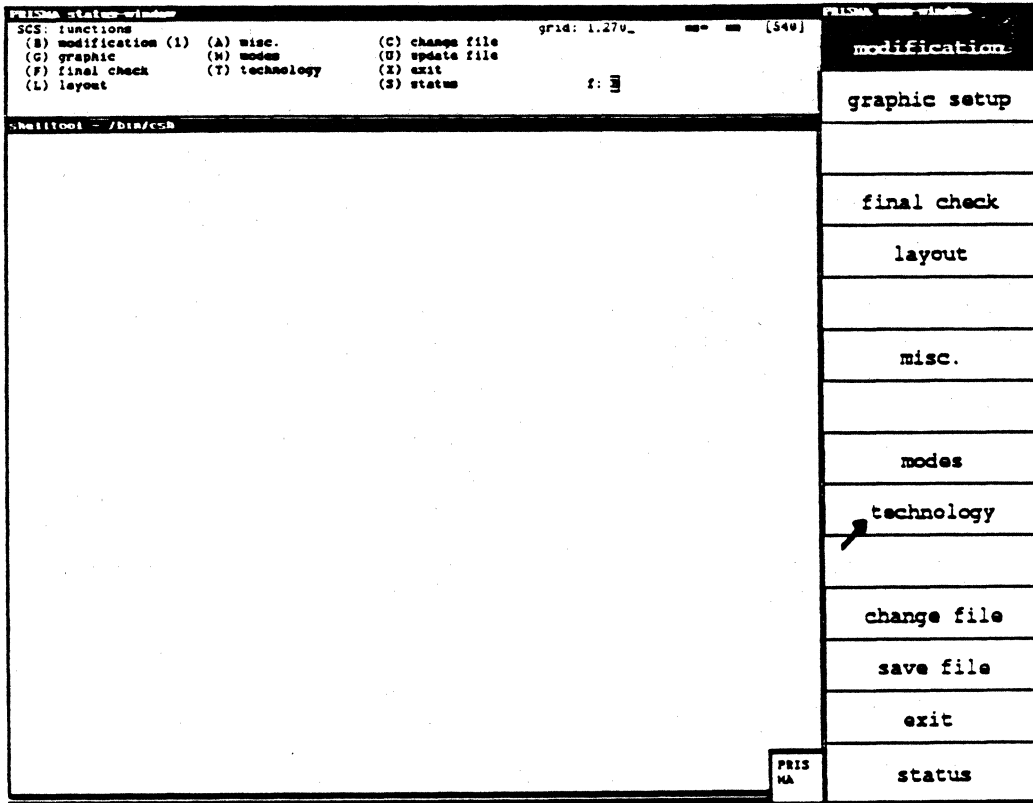 PRISMA status-window
SCS: functions grid: 1.270_ [540]
(B) modification (1) (A) misc. (C) change file
(G) graphic (M) modes (U) update file
(F) final check (T) technology (X) exit
(L) layout (S) status f:
shelltool - /bin/csh
PRISMA menu-window
modification
graphic setup
final check
layout
misc.
modes
technology
change file
save file
exit
status
PRIS
MA